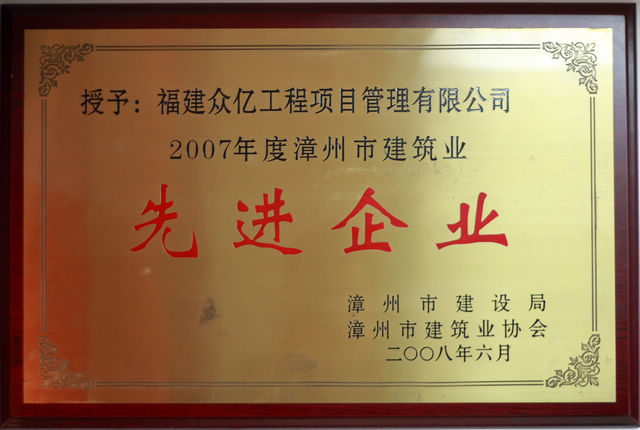 授予：福建众亿工程项目管理有限公司
2007年度漳州市建筑业
先进企业
漳州市建设局
漳州市建筑业协会
二〇〇八年六月